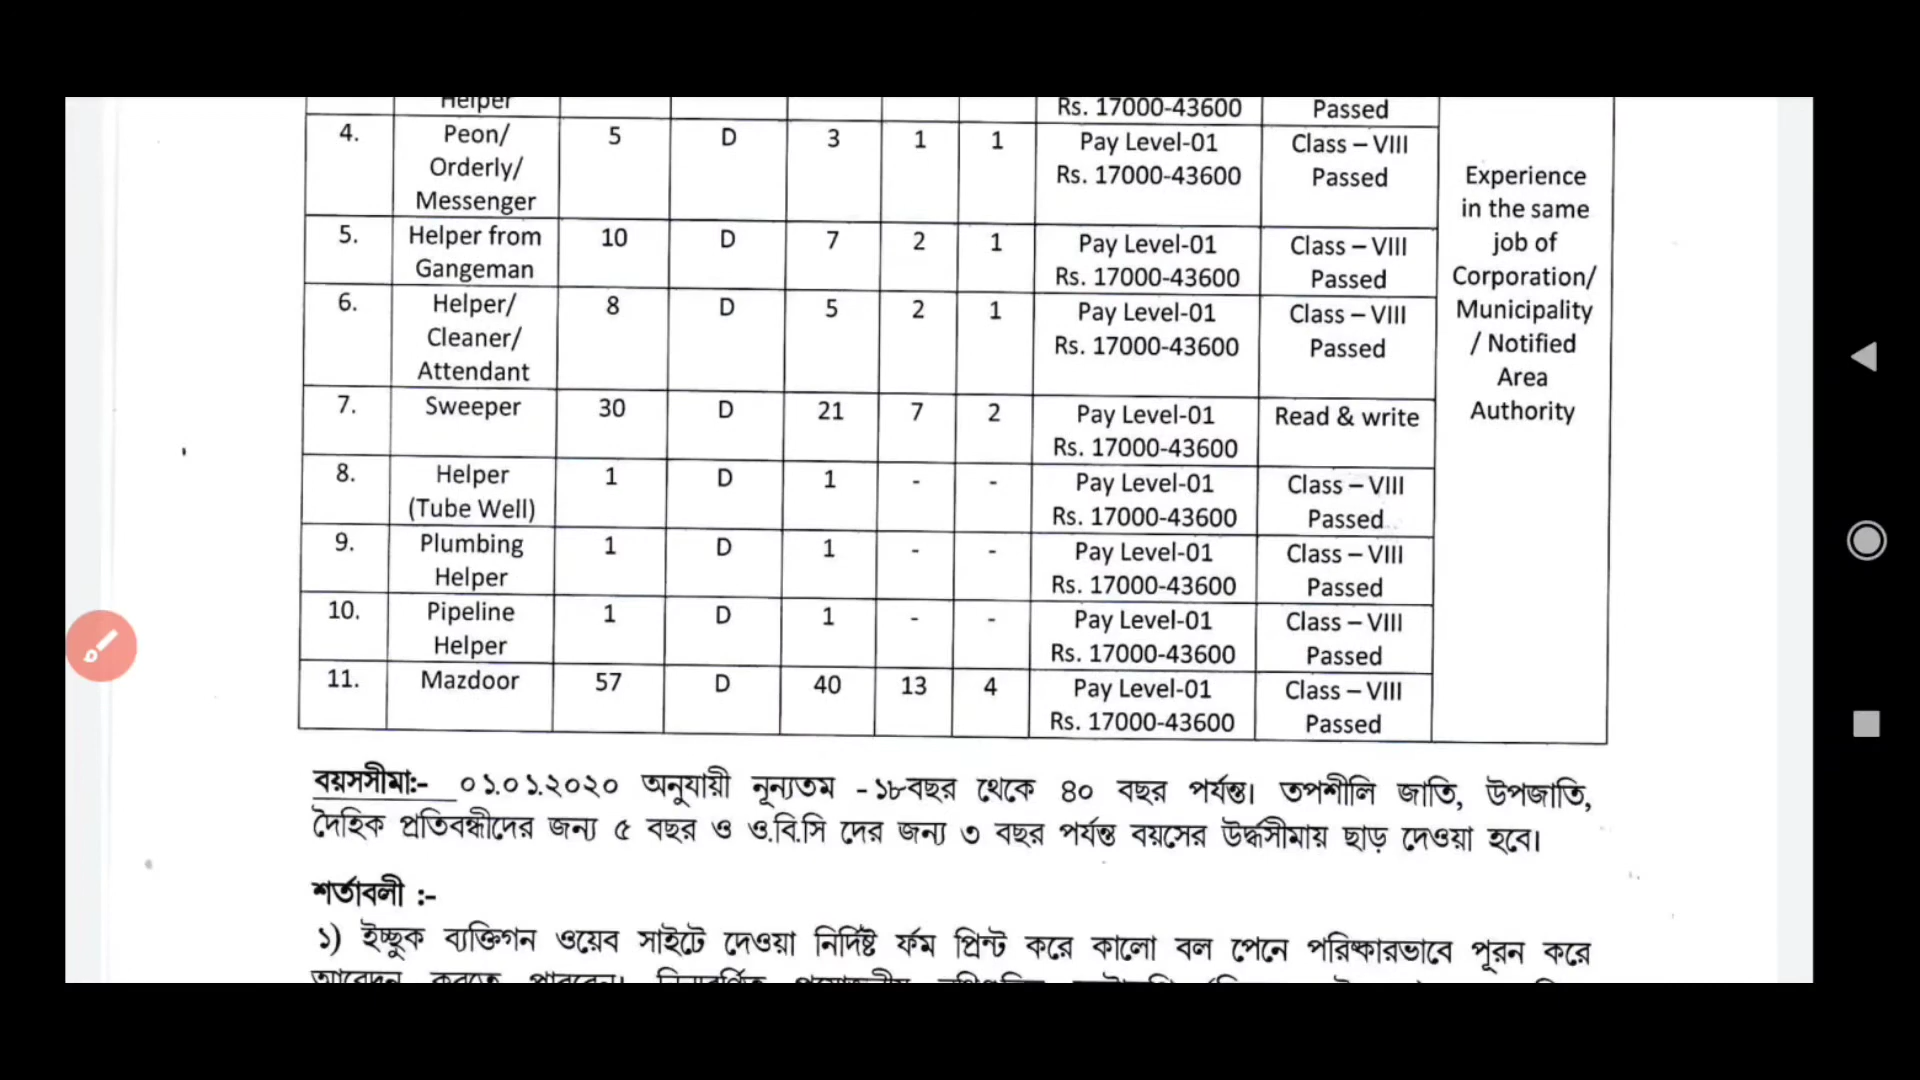 Helper Rs. 17000-43600 Passed
4. Peon/ Orderly/ Messenger 5 D 3 1 1 Pay Level-01 Rs. 17000-43600 Class – VIII Passed
5. Helper from Gangeman 10 D 7 2 1 Pay Level-01 Rs. 17000-43600 Class – VIII Passed
6. Helper/ Cleaner/ Attendant 8 D 5 2 1 Pay Level-01 Rs. 17000-43600 Class – VIII Passed
7. Sweeper 30 D 21 7 2 Pay Level-01 Rs. 17000-43600 Read & write
8. Helper (Tube Well) 1 D 1 - - Pay Level-01 Rs. 17000-43600 Class – VIII Passed
9. Plumbing Helper 1 D 1 - - Pay Level-01 Rs. 17000-43600 Class – VIII Passed
10. Pipeline Helper 1 D 1 - - Pay Level-01 Rs. 17000-43600 Class – VIII Passed
11. Mazdoor 57 D 40 13 4 Pay Level-01 Rs. 17000-43600 Class – VIII Passed
Experience
in the same
job of
Corporation/
Municipality
/ Notified
Area
Authority
বয়সসীমা:- ০১.০১.২০২০ অনুযায়ী নূন্যতম - ১৮বছর থেকে ৪০ বছর পর্যন্ত। তপশীলি জাতি, উপজাতি,
দৈহিক প্রতিবন্ধীদের জন্য ৫ বছর ও ও.বি.সি দের জন্য ৩ বছর পর্যন্ত বয়সের উর্দ্ধসীমায় ছাড় দেওয়া হবে।
শর্তাবলী :-
১) ইচ্ছুক ব্যক্তিগন ওয়েব সাইটে দেওয়া নির্দিষ্ট র্ফম প্রিন্ট করে কালো বল পেনে পরিষ্কারভাবে পূরন করে